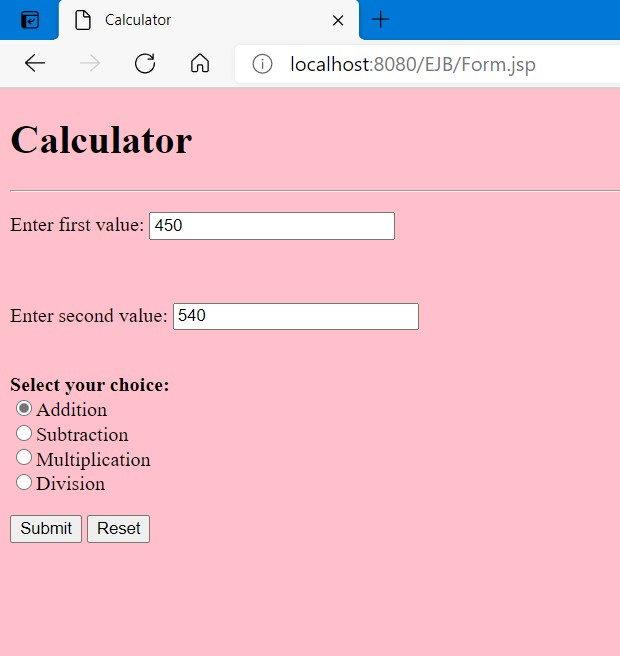 Calculator
localhost:8080/EJB/Form.jsp
Calculator
Enter first value: 450
Enter second value: 540
Select your choice:
Addition
Subtraction
Multiplication
Division
Submit Reset